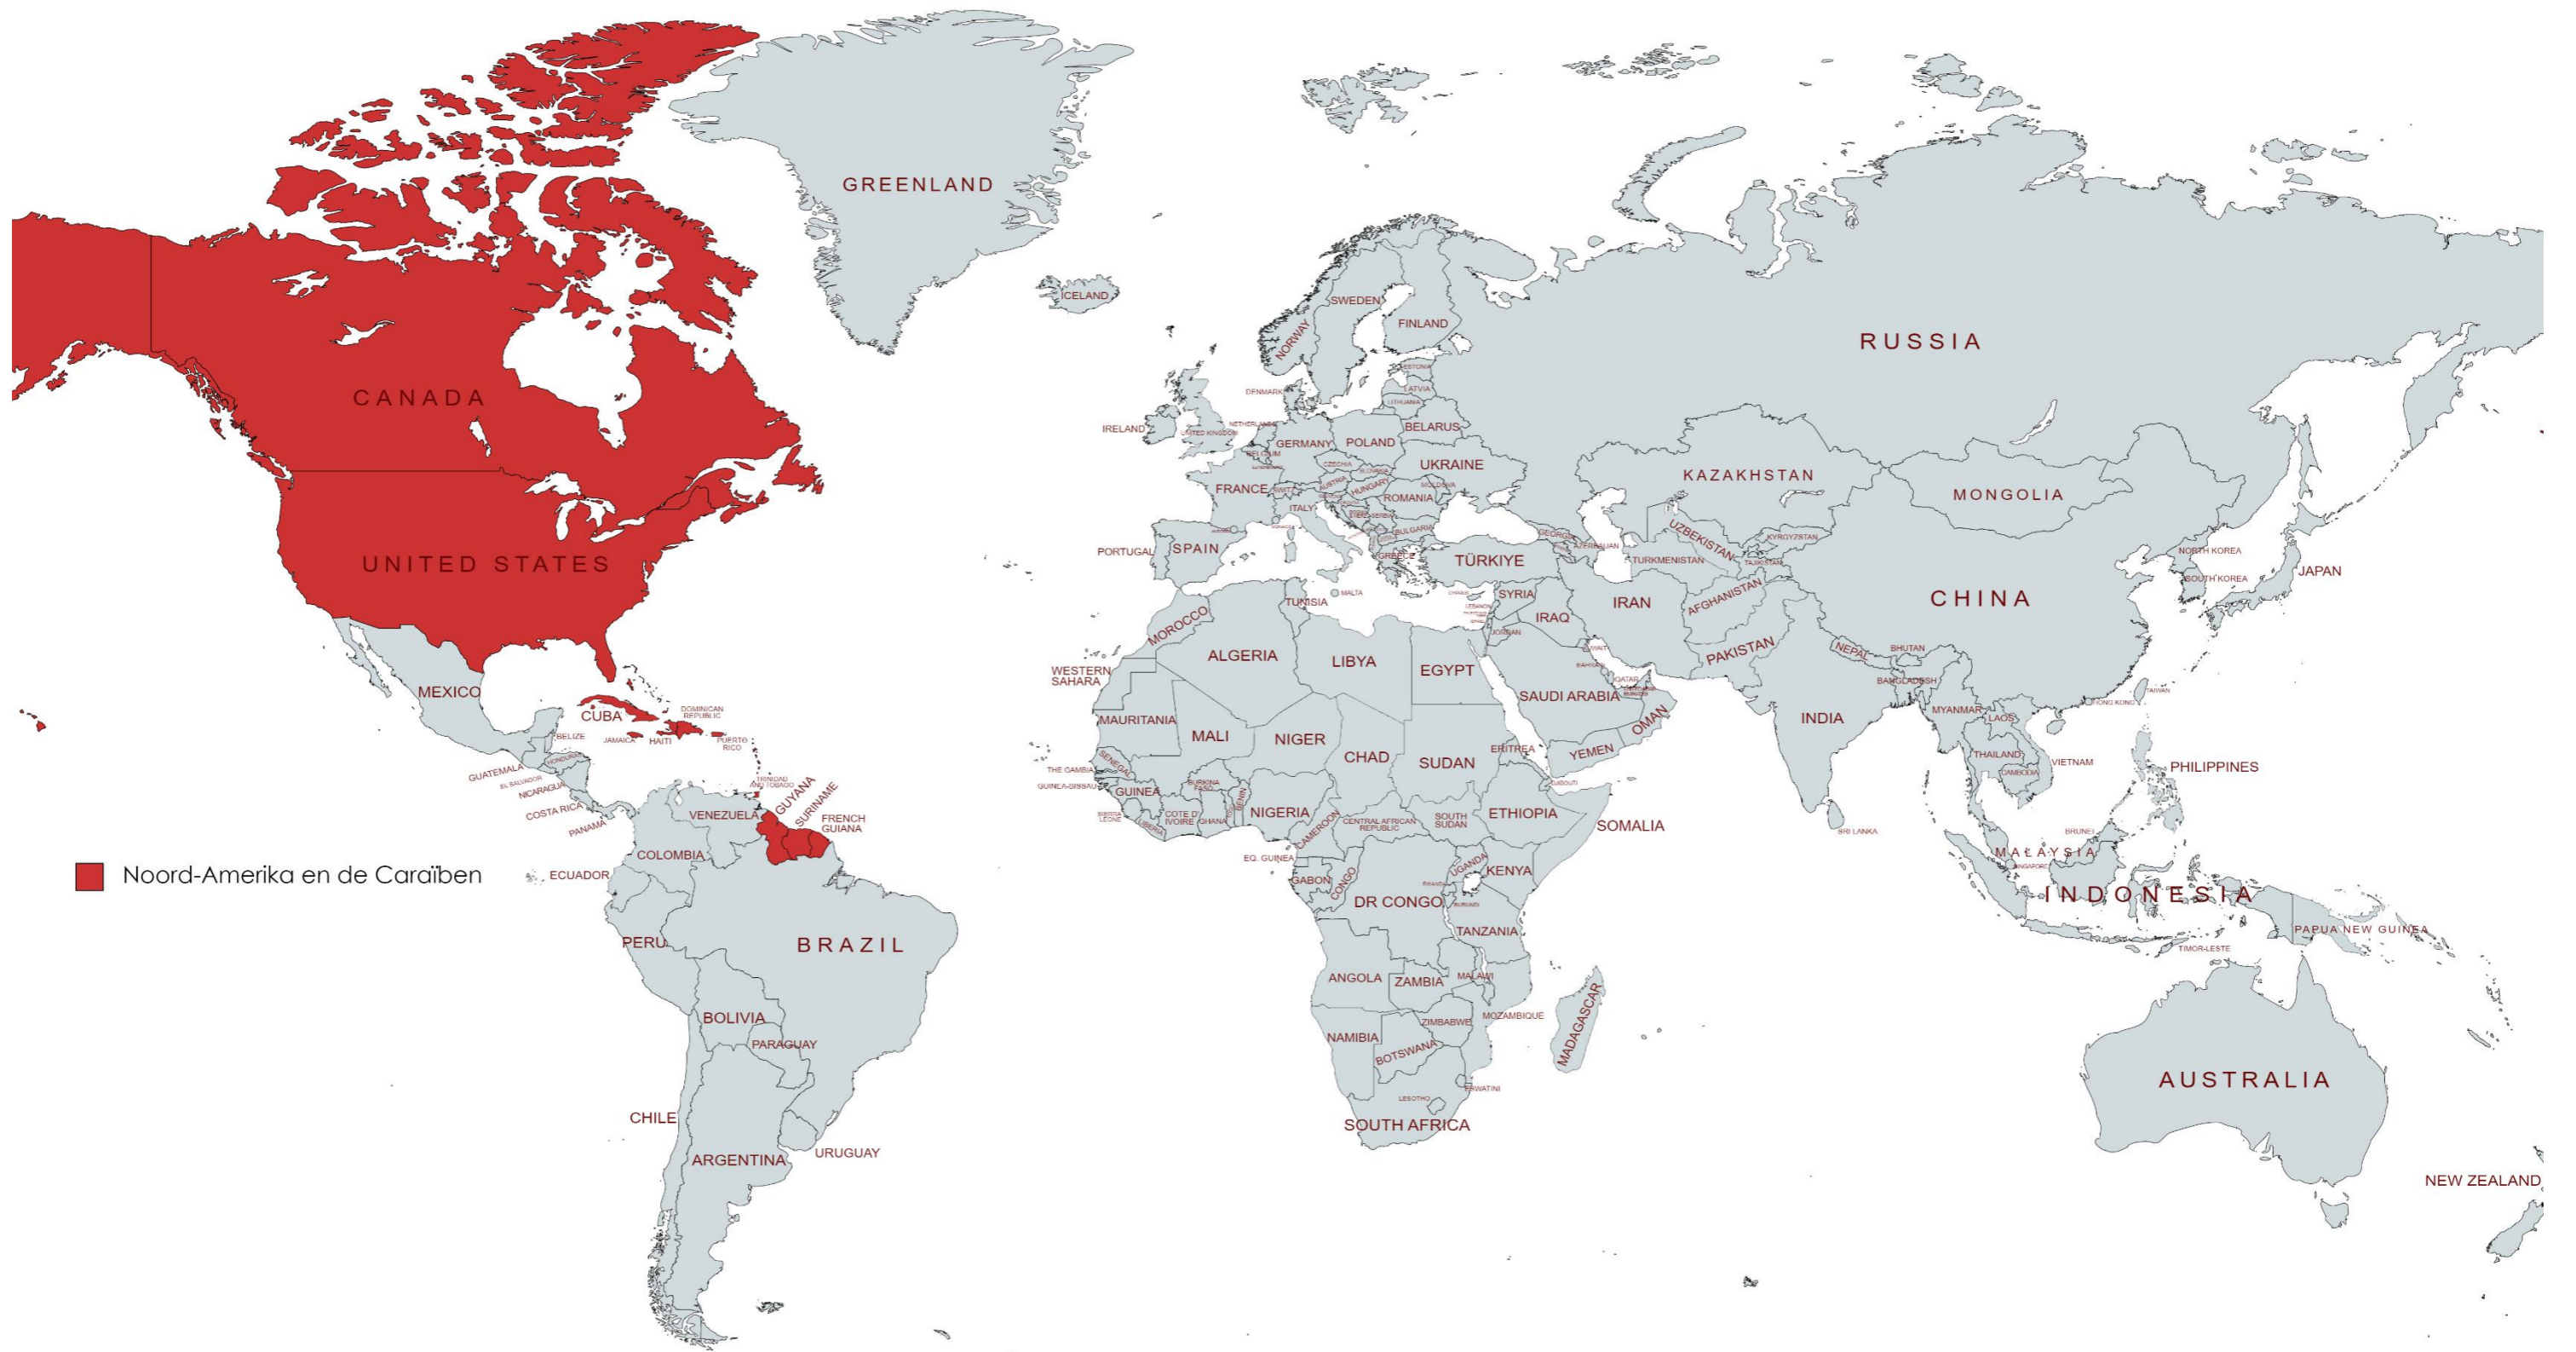 GREENLAND
ICELAND
SWEDEN
FINLAND
NORWAY
RUSSIA
CANADA
ESTONIA
LATVIA
LITHUANIA
DENMARK
IRELAND
UNITED KINGDOM
NETHERLANDS
BELARUS
GERMANY
POLAND
BELGIUM
UKRAINE
CZECHIA
SLOVAKIA
KAZAKHSTAN
MONGOLIA
FRANCE
SWITZ.
AUSTRIA
HUNGARY
MOLDOVA
ROMANIA
ITALY
SERBIA
BULGARIA
UNITED STATES
PORTUGAL
SPAIN
GREECE
TÜRKIYE
GEORGIA
AZERBAIJAN
UZBEKISTAN
KYRGYZSTAN
TURKMENISTAN
TAJIKISTAN
NORTH KOREA
SOUTH KOREA
JAPAN
CHINA
MALTA
TUNISIA
CYPRUS
SYRIA
LEBANON
IRAQ
IRAN
AFGHANISTAN
MOROCCO
JORDAN
ALGERIA
LIBYA
EGYPT
KUWAIT
PAKISTAN
NEPAL
BHUTAN
WESTERN
SAHARA
BAHRAIN
QATAR
SAUDI ARABIA
OMAN
BANGLADESH
TAIWAN
HONG KONG
MEXICO
CUBA
DOMINICAN
REPUBLIC
MAURITANIA
INDIA
MYANMAR
LAOS
BELIZE
JAMAICA
HAITI
PUERTO
RICO
MALI
NIGER
CHAD
SUDAN
ERITREA
YEMEN
THAILAND
VIETNAM
CAMBODIA
PHILIPPINES
GUATEMALA
HONDURAS
EL SALVADOR
NICARAGUA
COSTA RICA
PANAMA
TRINIDAD
AND TOBAGO
GUYANA
SURINAME
FRENCH
GUIANA
VENEZUELA
COLOMBIA
THE GAMBIA
SENEGAL
GUINEA-BISSAU
GUINEA
SIERRA
LEONE
LIBERIA
COTE D'
IVOIRE
BURKINA
FASO
GHANA
BENIN
NIGERIA
CAMEROON
CENTRAL AFRICAN
REPUBLIC
SOUTH
SUDAN
ETHIOPIA
DJIBOUTI
SOMALIA
SRI LANKA
BRUNEI
MALAYSIA
SINGAPORE
INDONESIA
Noord-Amerika en de Caraïben
ECUADOR
EQ. GUINEA
GABON
CONGO
DR CONGO
UGANDA
KENYA
RWANDA
BURUNDI
TANZANIA
PERU
BRAZIL
PAPUA NEW GUINEA
TIMOR-LESTE
ANGOLA
ZAMBIA
MALAWI
MOZAMBIQUE
MADAGASCAR
BOLIVIA
PARAGUAY
ZIMBABWE
NAMIBIA
BOTSWANA
ESWATINI
LESOTHO
SOUTH AFRICA
AUSTRALIA
CHILE
ARGENTINA
URUGUAY
NEW ZEALAND